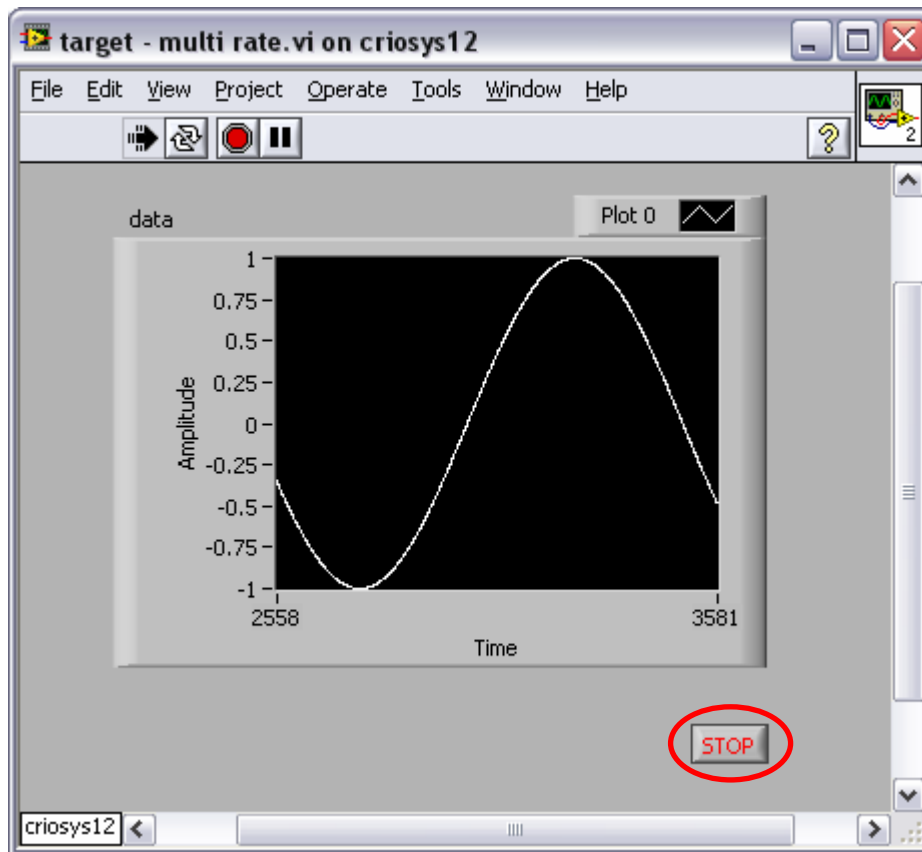 target - multi rate.vi on criosys12
File Edit View Project Operate Tools Window Help
2
data
Plot 0
1
0.75
0.5
0.25
0
-0.25
-0.5
-0.75
-1
Amplitude
2558 3581
Time
STOP
criosys12